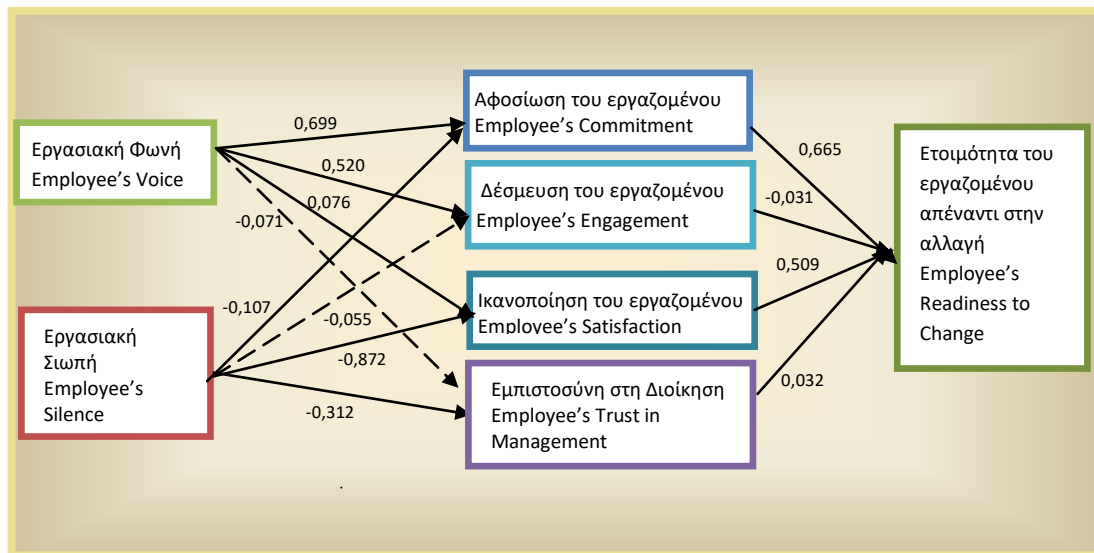 Εργασιακή Φωνή
Employee's Voice
Εργασιακή
Σιωπή
Employee's
Silence
0,699
0,520
0,076
-0,071
-0,107
-0,055
-0,872
-0,312
Αφοσίωση του εργαζομένου
Employee's Commitment
Δέσμευση του εργαζομένου
Employee's Engagement
Ικανοποίηση του εργαζομένου
Employee's Satisfaction
Εμπιστοσύνη στη Διοίκηση
Employee's Trust in
Management
0,665
-0,031
0,509
0,032
Ετοιμότητα του
εργαζομένου
απέναντι στην
αλλαγή
Employee's
Readiness to
Change
.